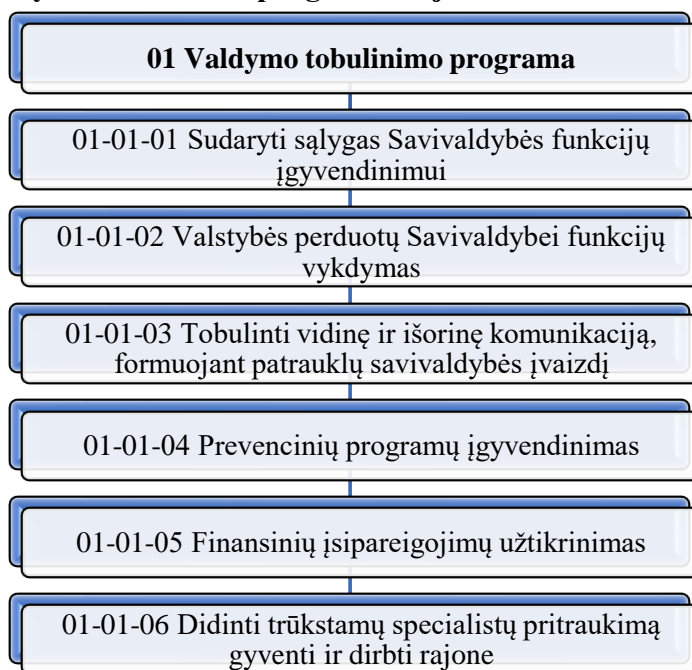 01 Valdymo tobulinimo programa
01-01-01 Sudaryti sąlygas Savivaldybės funkcijų
įgyvendinimui
01-01-02 Valstybės perduotų Savivaldybei funkcijų
vykdymas
01-01-03 Tobulinti vidinę ir išorinę komunikaciją,
formuojant patrauklų savivaldybės įvaizdį
01-01-04 Prevencinių programų įgyvendinimas
01-01-05 Finansinių įsipareigojimų užtikrinimas
01-01-06 Didinti trūkstamų specialistų pritraukimą
gyventi ir dirbti rajone